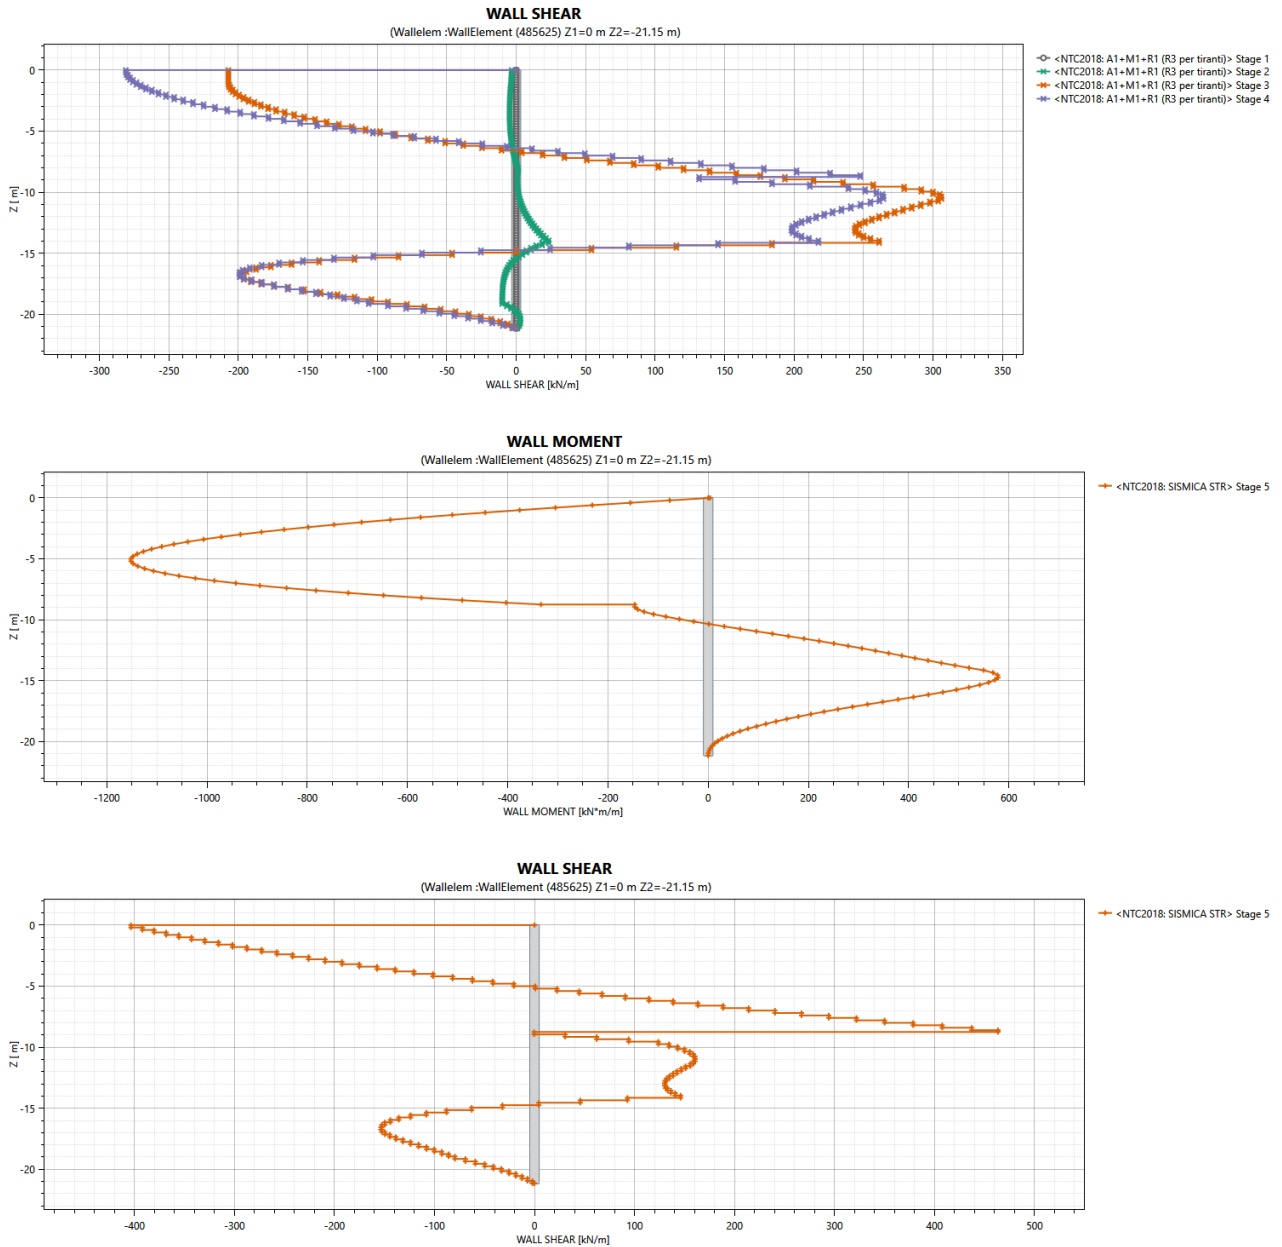 WALL SHEAR
(Wallelem :WallElement (485625) Z1=0 m Z2=-21.15 m)
<NTC2018: A1+M1+R1 (R3 per tiranti)> Stage 1
<NTC2018: A1+M1+R1 (R3 per tiranti)> Stage 2
<NTC2018: A1+M1+R1 (R3 per tiranti)> Stage 3
<NTC2018: A1+M1+R1 (R3 per tiranti)> Stage 4
0
-5
-10
-15
-20
Z [m]
-300 -250 -200 -150 -100 -50 0 50 100 150 200 250 300 350
WALL SHEAR [kN/m]
WALL MOMENT
(Wallelem :WallElement (485625) Z1=0 m Z2=-21.15 m)
<NTC2018: SISMICA STR> Stage 5
0
-5
-10
-15
-20
Z [m]
-1200 -1000 -800 -600 -400 -200 0 200 400 600
WALL MOMENT [kN*m/m]
WALL SHEAR
(Wallelem :WallElement (485625) Z1=0 m Z2=-21.15 m)
<NTC2018: SISMICA STR> Stage 5
0
-5
-10
-15
-20
Z [m]
-400 -300 -200 -100 0 100 200 300 400 500
WALL SHEAR [kN/m]